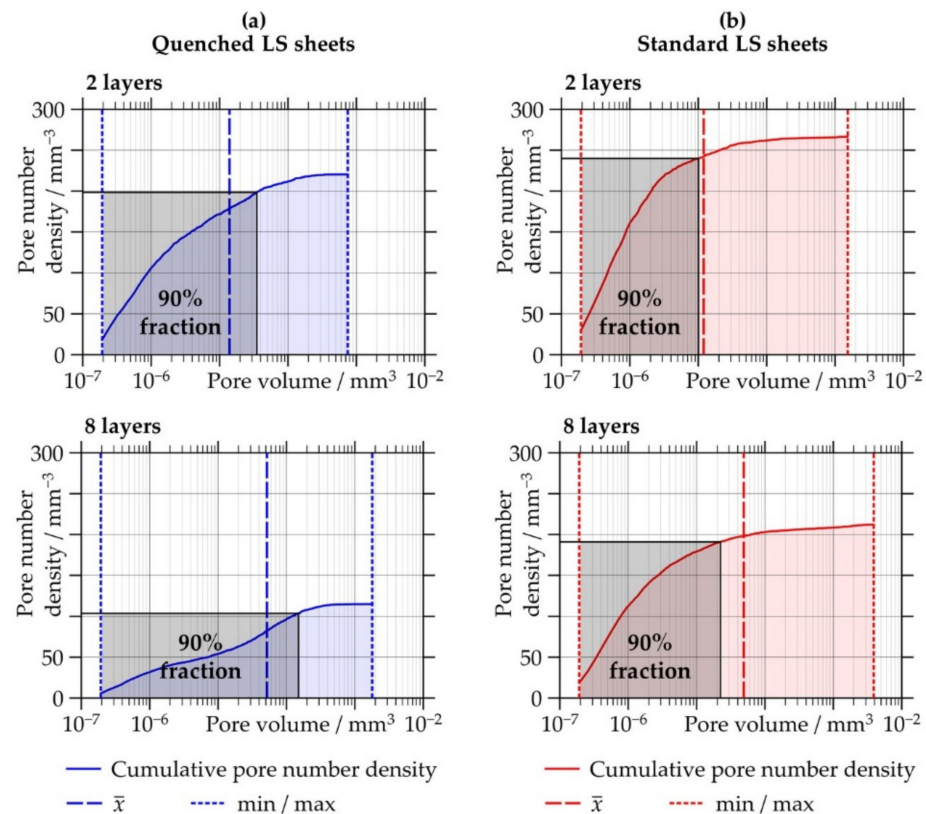 (a)
Quenched LS sheets
(b)
Standard LS sheets
2 layers
300
50
0
Pore number
density / mm⁻³
90%
fraction
10⁻⁷ 10⁻⁶ Pore volume / mm³ 10⁻²
2 layers
300
50
0
Pore number
density / mm⁻³
90%
fraction
10⁻⁷ 10⁻⁶ Pore volume / mm³ 10⁻²
8 layers
300
50
0
Pore number
density / mm⁻³
90%
fraction
10⁻⁷ 10⁻⁶ Pore volume / mm³ 10⁻²
8 layers
300
50
0
Pore nmber
density / mm⁻³
90%
fraction
10⁻⁷ 10⁻⁶ Pore volume / mm³ 10⁻²
Cumulative pore number density
x̄ min / max
Cumulative pore number density
x̄ min / max